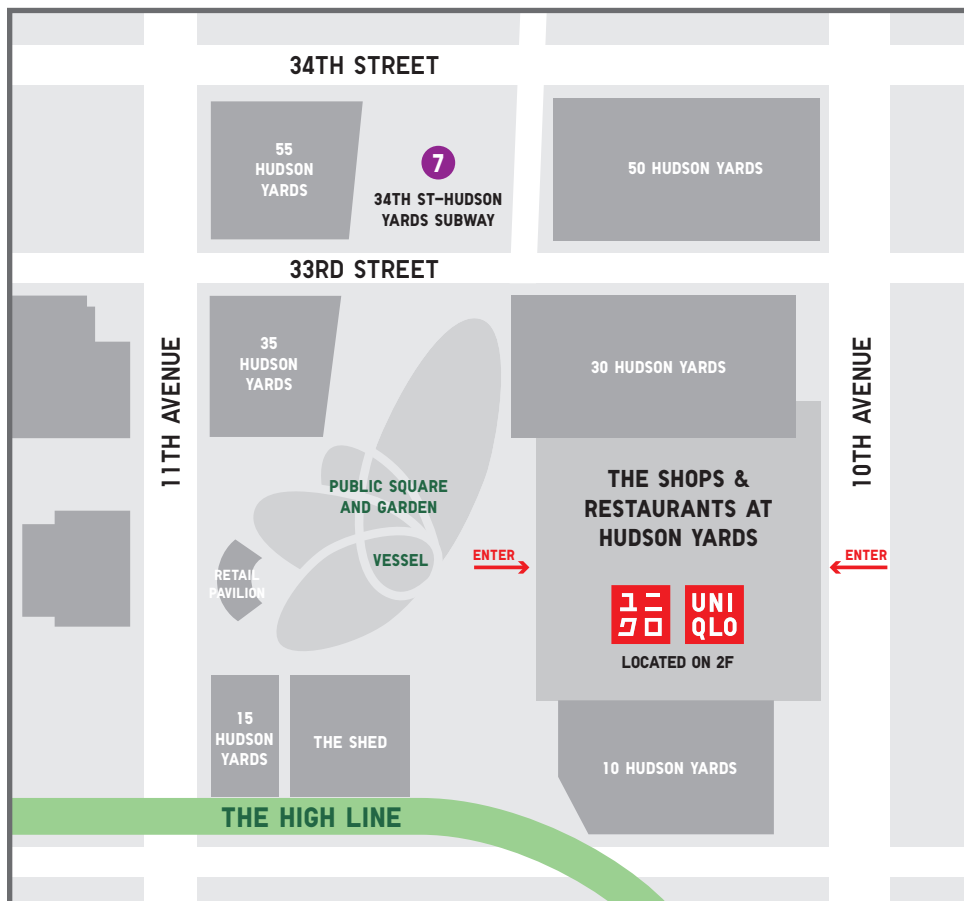 34TH STREET
55
HUDSON
YARDS
7
34TH ST–HUDSON
YARDS SUBWAY
50 HUDSON YARDS
33RD STREET
35
HUDSON
YARDS
30 HUDSON YARDS
11TH AVENUE
10TH AVENUE
THE SHOPS &
RESTAURANTS AT
HUDSON YARDS
PUBLIC SQUARE
AND GARDEN
VESSEL
ENTER
ENTER
RETAIL
PAVILION
ユニ
クロ
UNI
QLO
LOCATED ON 2F
15
HUDSON
YARDS
THE SHED
10 HUDSON YARDS
THE HIGH LINE